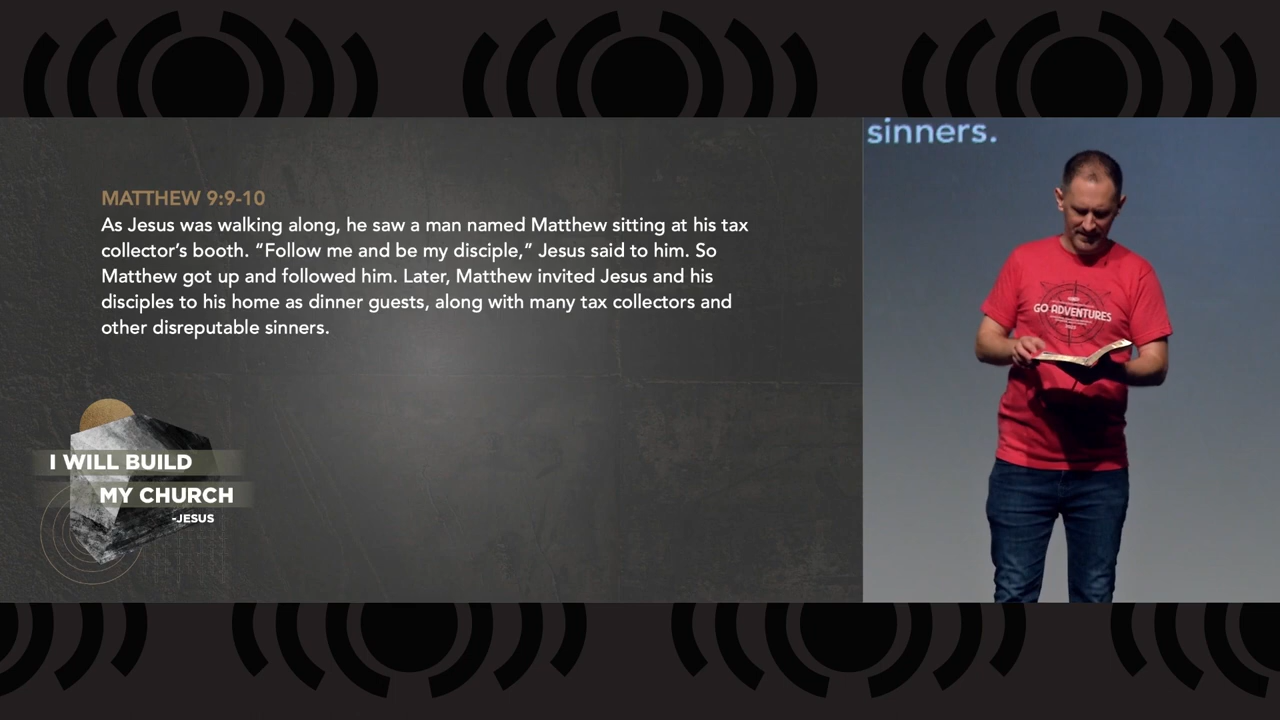 MATTHEW 9:9-10
As Jesus was walking along, he saw a man named Matthew sitting at his tax
collector’s booth. “Follow me and be my disciple,” Jesus said to him. So
Matthew got up and followed him. Later, Matthew invited Jesus and his
disciples to his home as dinner guests, along with many tax collectors and
other disreputable sinners.
I WILL BUILD
MY CHURCH
-JESUS
sinners.
GO ADVENTURES